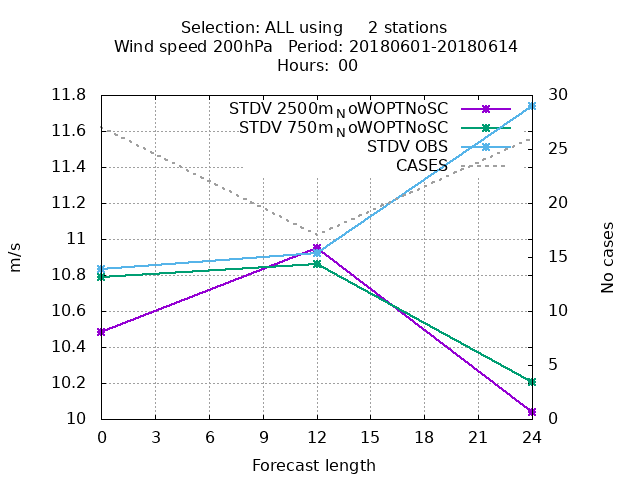 Selection: ALL using     2 stations
Wind speed 200hPa   Period: 20180601-20180614
Hours: 00
STDV 2500m_NoWOPTNoSC
STDV 750m_NoWOPTNoSC
STDV OBS
CASES
m/s
11.8
11.6
11.4
11.2
11
10.8
10.6
10.4
10.2
10
30
25
20
15
10
5
0
No cases
0 3 6 9 12 15 18 21 24
Forecast length